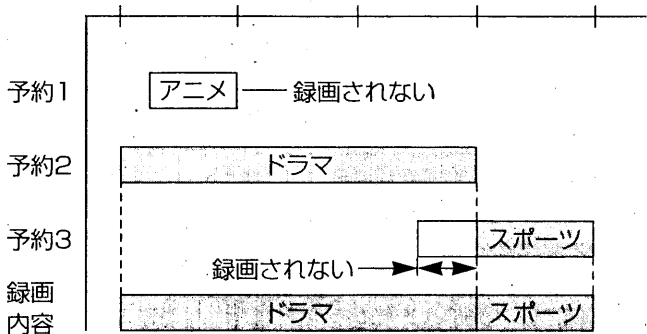 予約1 アニメ 録画されない
予約2 ドラマ
予約3 スポーツ
録画されない
録画
内容 ドラマ スポーツ